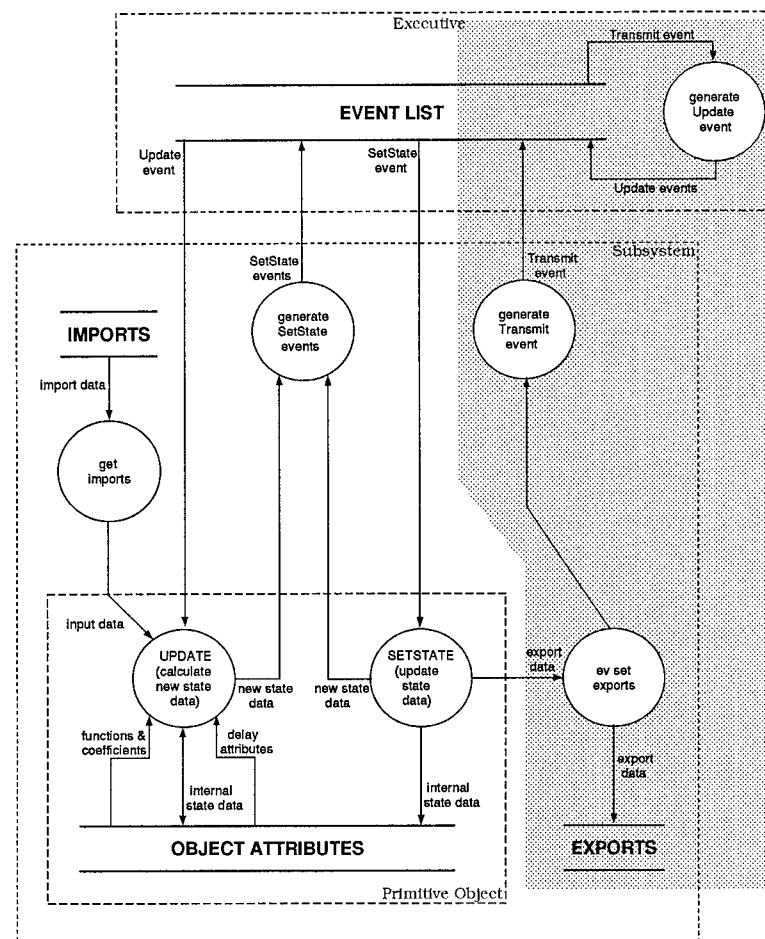 Executive
Transmit event
generate
Update
event
EVENT LIST
Update
event
SetState
event
Update events
Subsystem
SetState
events
Transmit
event
generate
SetState
events
generate
Transmit
event
IMPORTS
import data
get
imports
input data
UPDATE
(calculate
new state
data)
new state
data
new state
data
SETSTATE
(update
state
data)
export
data
ev set
exports
functions &
coefficients
delay
attributes
internal
state data
internal
state data
export
data
OBJECT ATTRIBUTES
EXPORTS
Primitive Object